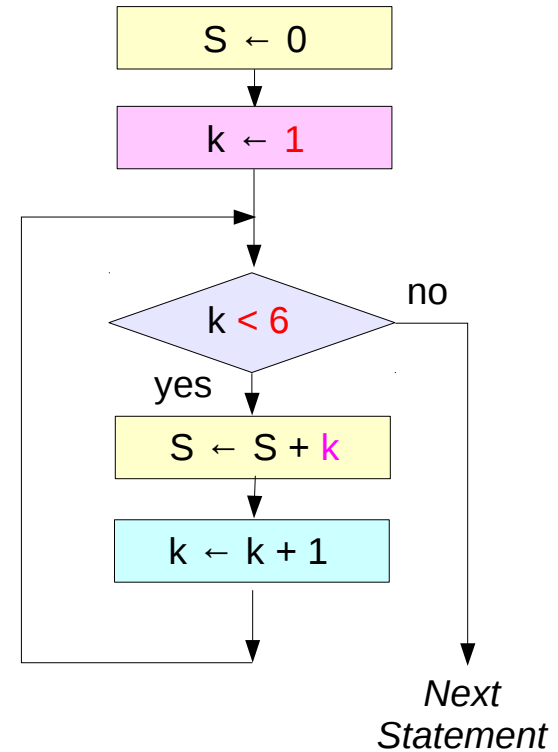 S ← 0
k ← 1
k < 6
no
yes
S ← S + k
k ← k + 1
Next
Statement